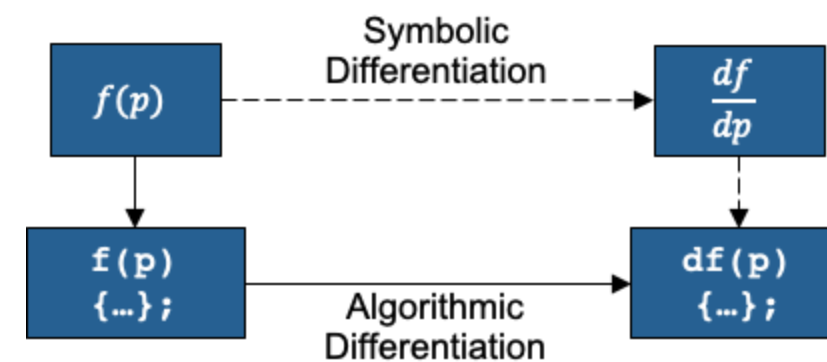 Symbolic
Differentiation
f(p)
df
dp
f(p)
{…};
df(p)
{…};
Algorithmic
Differentiation